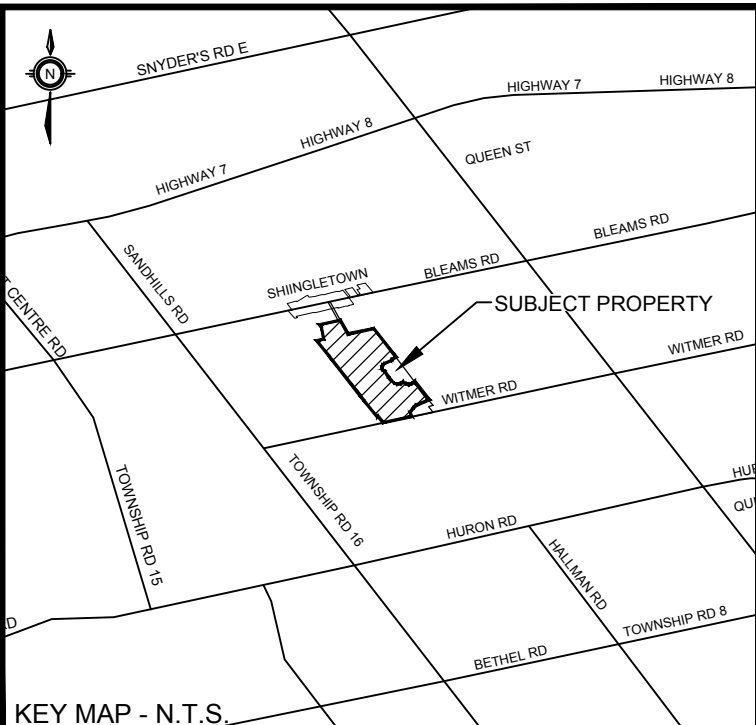 N
SNYDER'S RD E
HIGHWAY 7
HIGHWAY 8
HIGHWAY 8
HIGHWAY 7
QUEEN ST
BLEAMS RD
SANDHILLS RD
SHIINGLETOWN
BLEAMS RD
T CENTRE RD
SUBJECT PROPERTY
WITMER RD
WITMER RD
TOWNSHIP RD 15
TOWNSHIP RD 16
HUR
QU
HURON RD
HALLMAN RD
D
TOWNSHIP RD 8
BETHEL RD
KEY MAP - N.T.S.